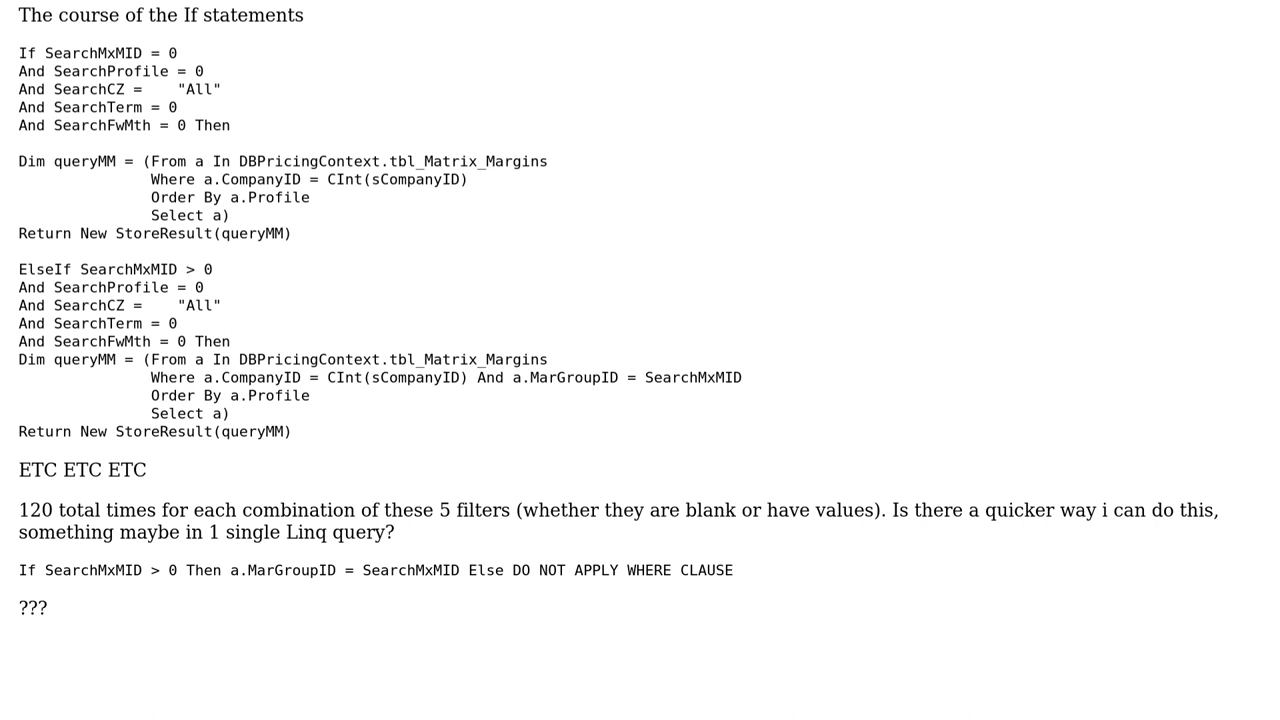 The course of the If statements
If SearchMxMID = 0
And SearchProfile = 0
And SearchCZ =    "All"
And SearchTerm = 0
And SearchFwMth = 0 Then
Dim queryMM = (From a In DBPricingContext.tbl_Matrix_Margins
               Where a.CompanyID = CInt(sCompanyID)
               Order By a.Profile
               Select a)
Return New StoreResult(queryMM)
ElseIf SearchMxMID > 0
And SearchProfile = 0
And SearchCZ =    "All"
And SearchTerm = 0
And SearchFwMth = 0 Then
Dim queryMM = (From a In DBPricingContext.tbl_Matrix_Margins
               Where a.CompanyID = CInt(sCompanyID) And a.MarGroupID = SearchMxMID
               Order By a.Profile
               Select a)
Return New StoreResult(queryMM)
ETC ETC ETC
120 total times for each combination of these 5 filters (whether they are blank or have values). Is there a quicker way i can do this,
something maybe in 1 single Linq query?
If SearchMxMID > 0 Then a.MarGroupID = SearchMxMID Else DO NOT APPLY WHERE CLAUSE
???